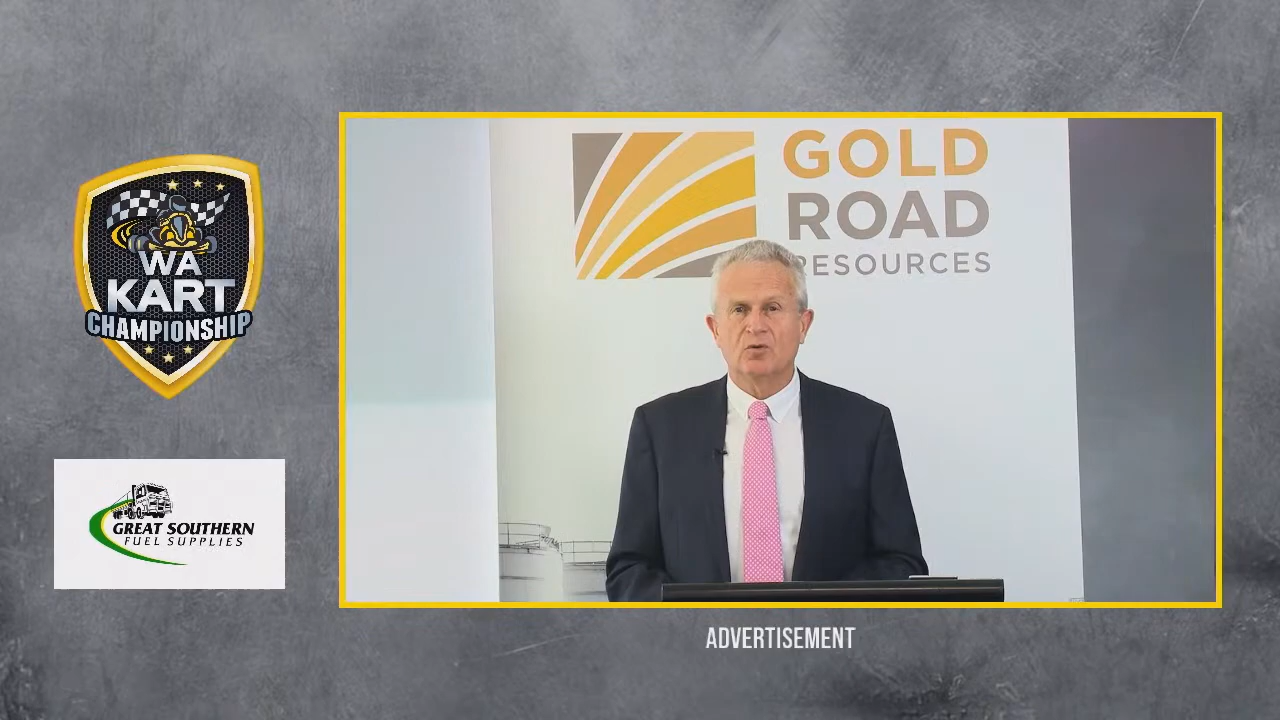 WA
KART
CHAMPIONSHIP
GREAT SOUTHERN
FUEL SUPPLIES
GOLD
ROAD
RESOURCES
ADVERTISEMENT